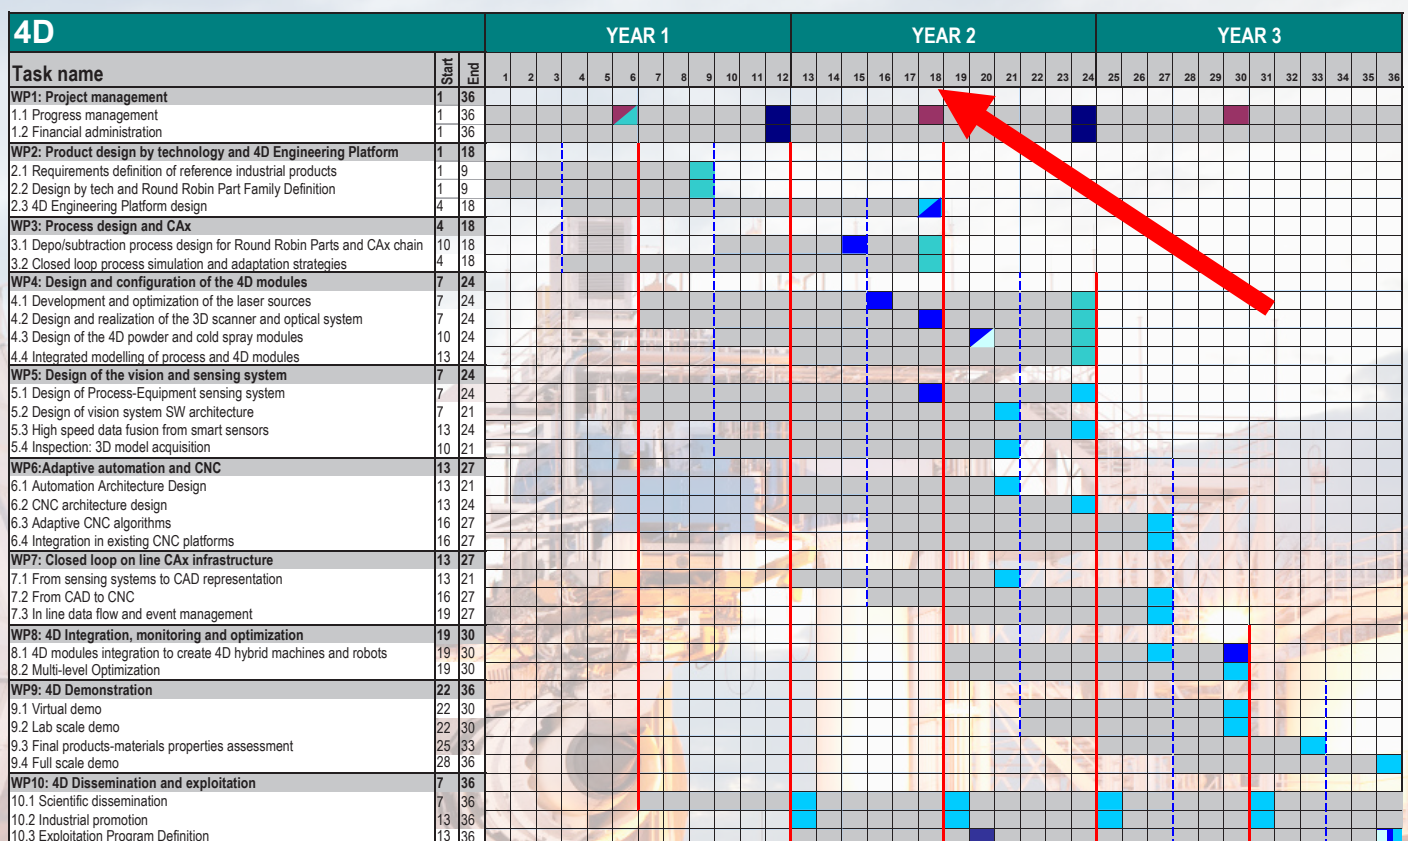 4D YEAR 1 YEAR 2 YEAR 3
Task name Start End 1 2 3 4 5 6 7 8 9 10 11 12 13 14 15 16 17 18 19 20 21 22 23 24 25 26 27 28 29 30 31 32 33 34 35 36
WP1: Project management 1 36
1.1 Progress management 1 36
1.2 Financial administration 1 36
WP2: Product design by technology and 4D Engineering Platform 1 18
2.1 Requirements definition of reference industrial products 1 9
2.2 Design by tech and Round Robin Part Family Definition 1 9
2.3 4D Engineering Platform design 4 18
WP3: Process design and CAx 4 18
3.1 Depo/subtraction process design for Round Robin Parts and CAx chain 10 18
3.2 Closed loop process simulation and adaptation strategies 4 18
WP4: Design and configuration of the 4D modules 7 24
4.1 Development and optimization of the laser sources 7 24
4.2 Design and realization of the 3D scanner and optical system 7 24
4.3 Design of the 4D powder and cold spray modules 10 24
4.4 Integrated modelling of process and 4D modules 13 24
WP5: Design of the vision and sensing system 7 24
5.1 Design of Process-Equipment sensing system 7 24
5.2 Design of vision system SW architecture 7 21
5.3 High speed data fusion from smart sensors 13 24
5.4 Inspection: 3D model acquisition 10 21
WP6:Adaptive automation and CNC 13 27
6.1 Automation Architecture Design 13 21
6.2 CNC architecture design 13 24
6.3 Adaptive CNC algorithms 16 27
6.4 Integration in existing CNC platforms 16 27
WP7: Closed loop on line CAx infrastructure 13 27
7.1 From sensing systems to CAD representation 13 21
7.2 From CAD to CNC 16 27
7.3 In line data flow and event management 19 27
WP8: 4D Integration, monitoring and optimization 19 30
8.1 4D modules integration to create 4D hybrid machines and robots 19 30
8.2 Multi-level Optimization 19 30
WP9: 4D Demonstration 22 36
9.1 Virtual demo 22 30
9.2 Lab scale demo 22 30
9.3 Final products-materials properties assessment 25 33
9.4 Full scale demo 28 36
WP10: 4D Dissemination and exploitation 7 36
10.1 Scientific dissemination 7 36
10.2 Industrial promotion 13 36
10.3 Exploitation Program Definition 13 36